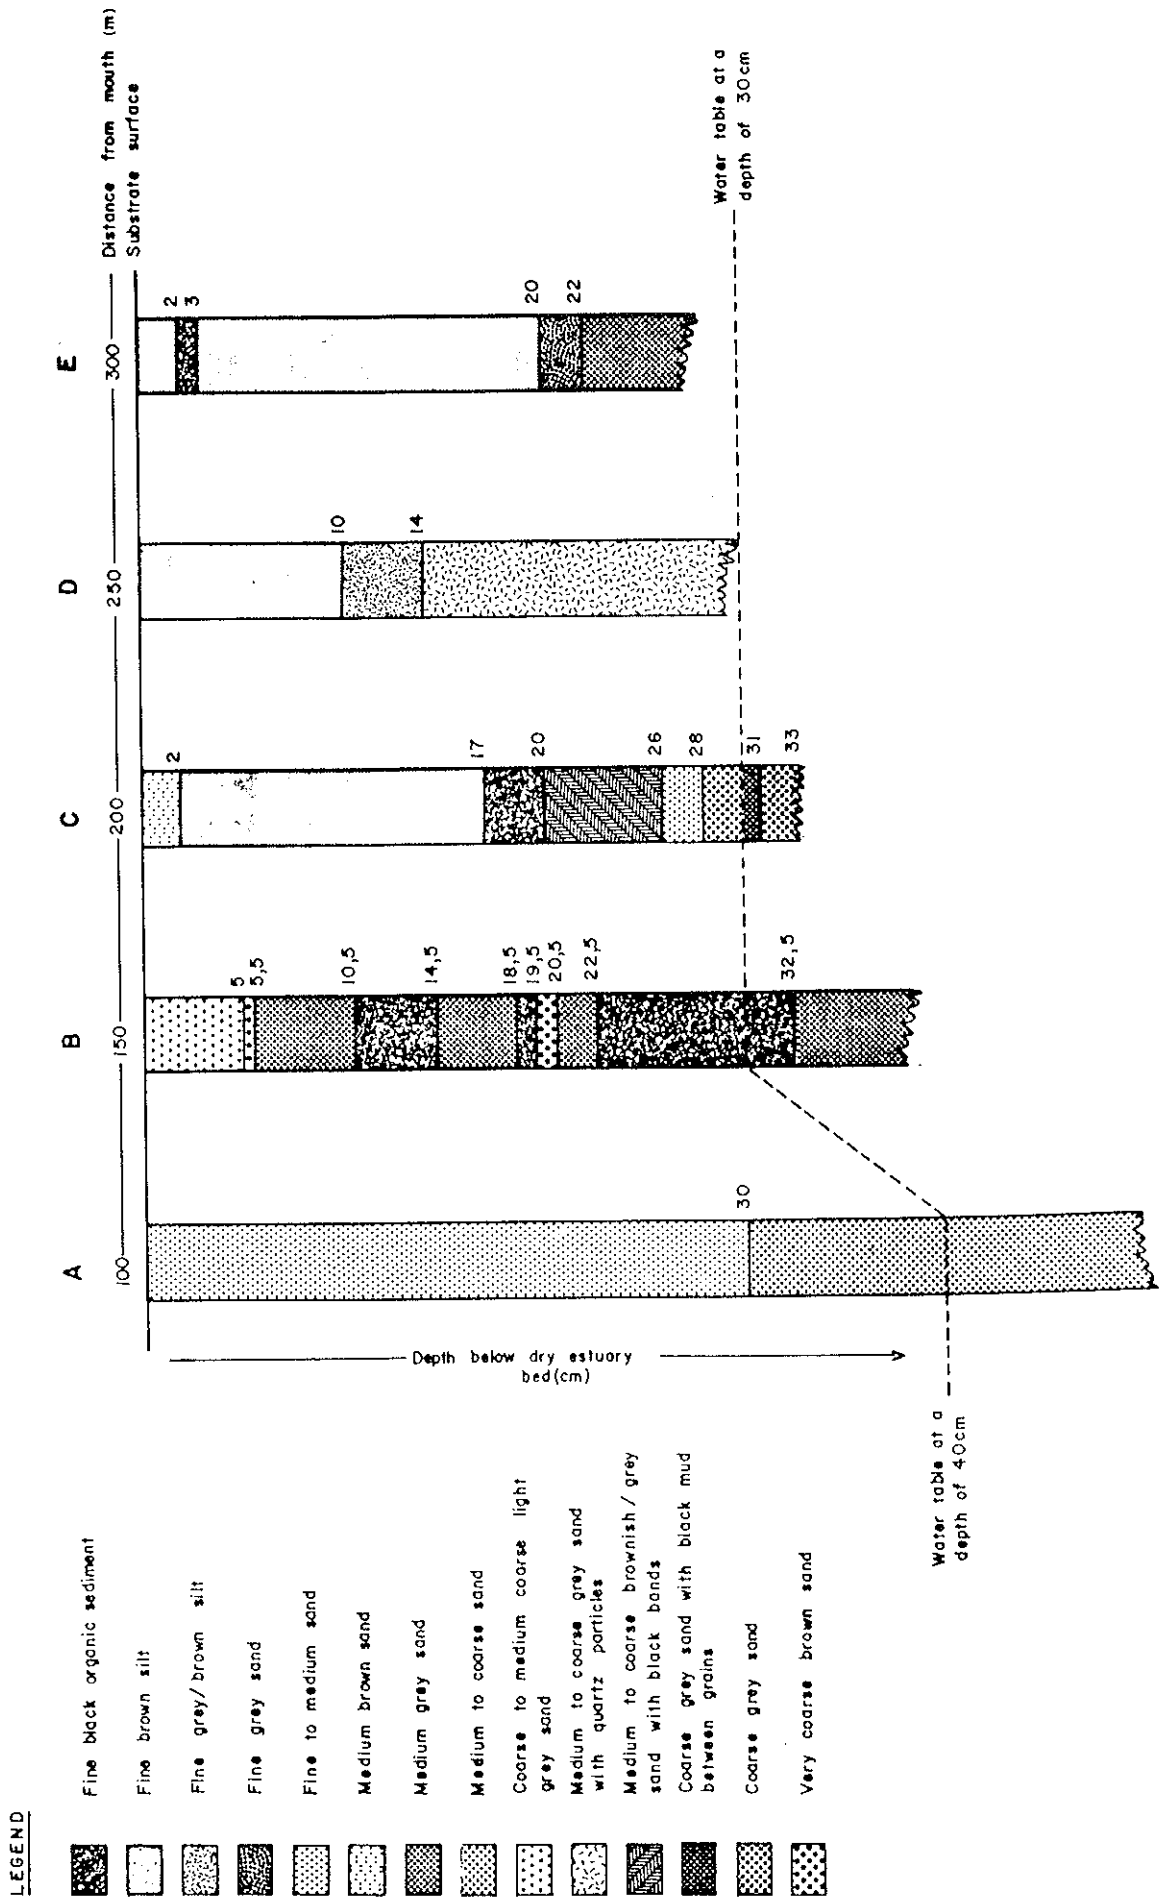 A
B
C
D
E
100
150
200
250
300
Distance from mouth (m)
Substrate surface
30
5
5,5
10,5
14,5
18,5
19,5
20,5
22,5
32,5
2
17
20
26
28
31
33
10
14
2
3
20
22
Water table at a
depth of 30cm
Depth below dry estuary
bed (cm)
Water table at a
depth of 40cm
LEGEND
Fine black organic sediment
Fine brown silt
Fine grey/brown silt
Fine grey sand
Fine to medium sand
Medium brown sand
Medium grey sand
Medium to coarse sand
Coarse to medium coarse light
grey sand
Medium to coarse grey sand
with quartz particles
Medium to coarse brownish/grey
sand with black bands
Coarse grey sand with black mud
between grains
Coarse grey sand
Very coarse brown sand